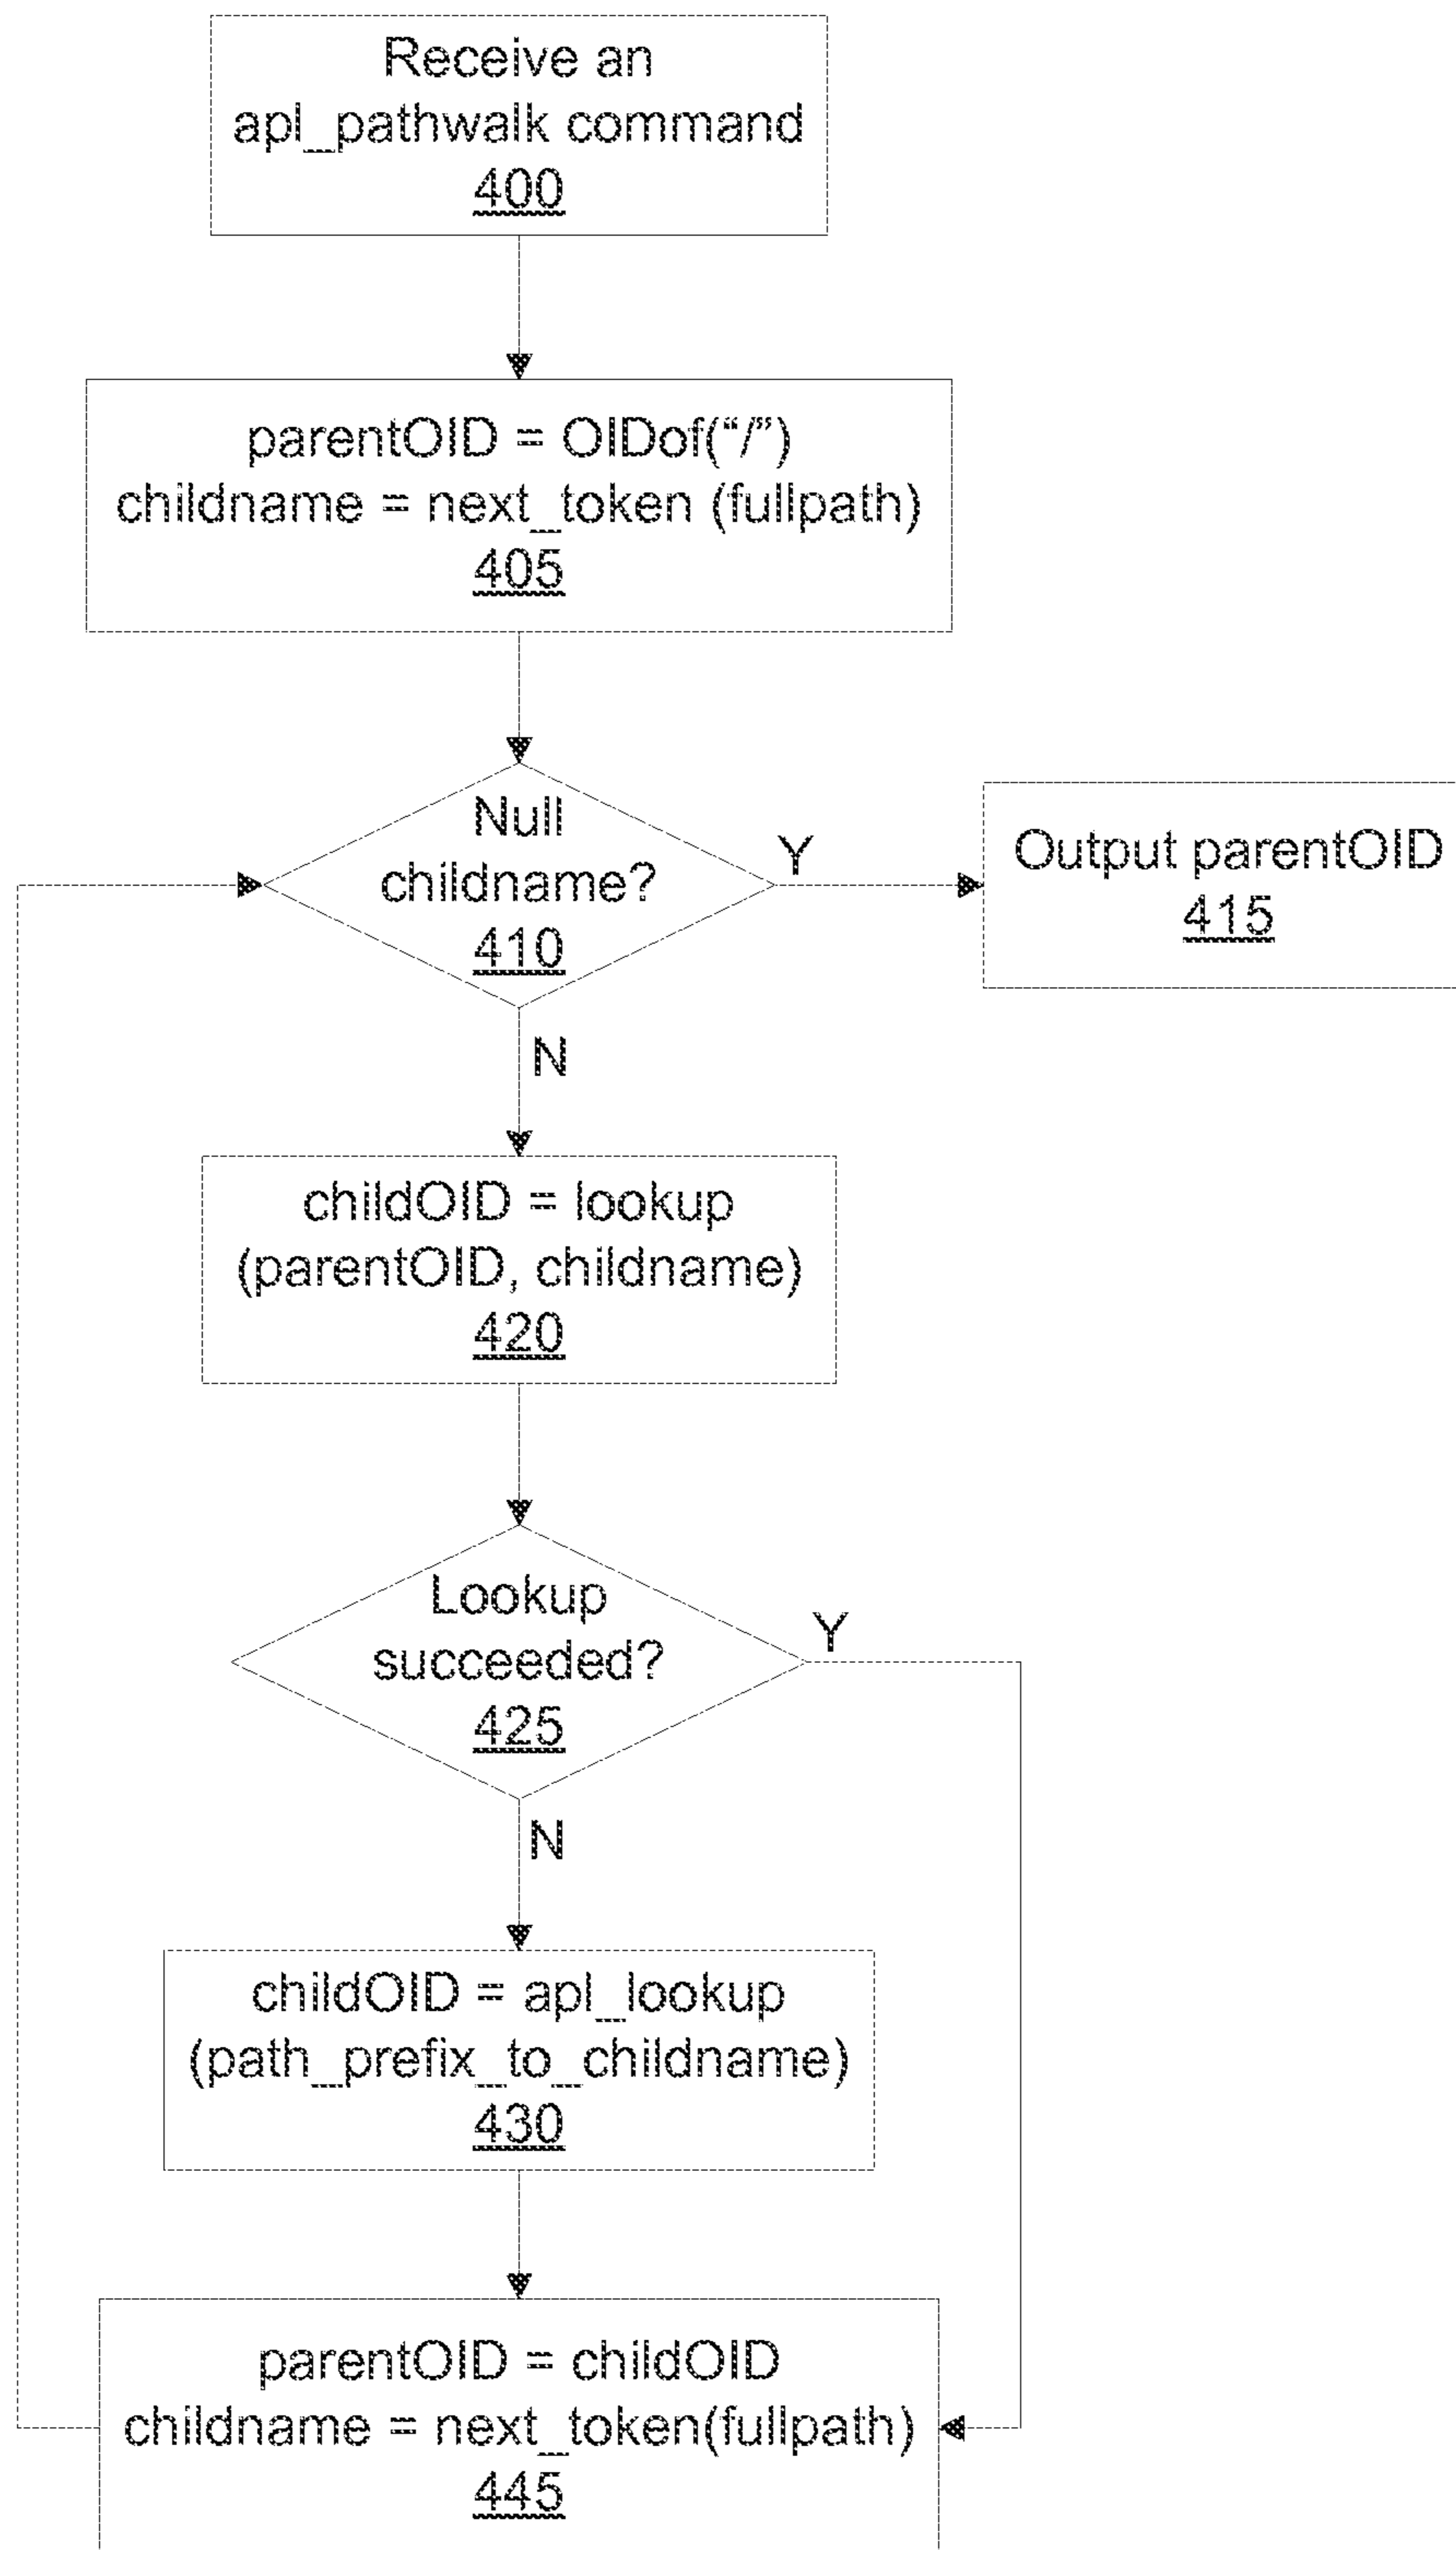 Receive an
apl_pathwalk command
400
parentOID = OIDof(“/”)
childname = next_token (fullpath)
405
Null
childname?
410
Y
Output parentOID
415
N
childOID = lookup
(parentOID, childname)
420
Lookup
succeeded?
425
Y
N
childOID = apl_lookup
(path_prefix_to_childname)
430
parentOID = childOID
childname = next_token(fullpath)
445